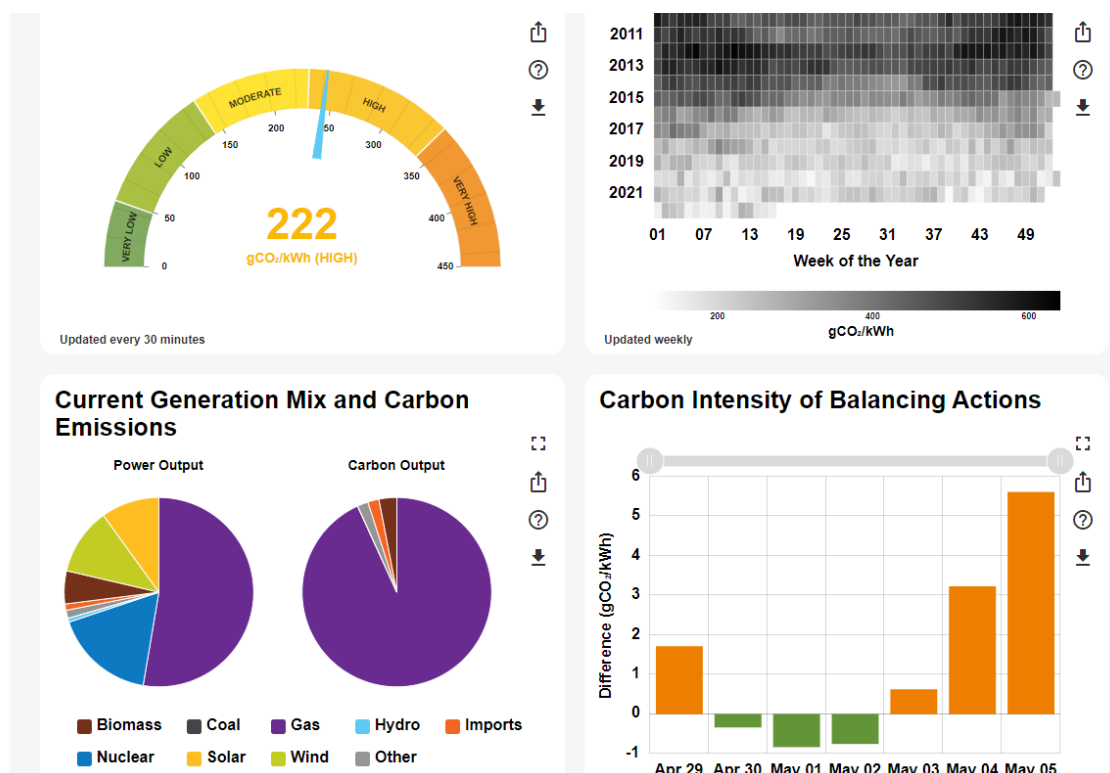 MODERATE
HIGH
LOW
VERY HIGH
VERY LOW
0
50
100
150
200
50
300
350
400
450
222
gCO₂/kWh (HIGH)
Updated every 30 minutes
2011
2013
2015
2017
2019
2021
01 07 13 19 25 31 37 43 49
Week of the Year
200 400 600
gCO₂/kWh
Updated weekly
Current Generation Mix and Carbon
Emissions
Power Output Carbon Output
Biomass Coal Gas Hydro Imports
Nuclear Solar Wind Other
Carbon Intensity of Balancing Actions
Difference (gCO₂/kWh)
6
5
4
3
2
1
0
-1
Apr 29 Apr 30 May 01 May 02 May 03 May 04 May 05